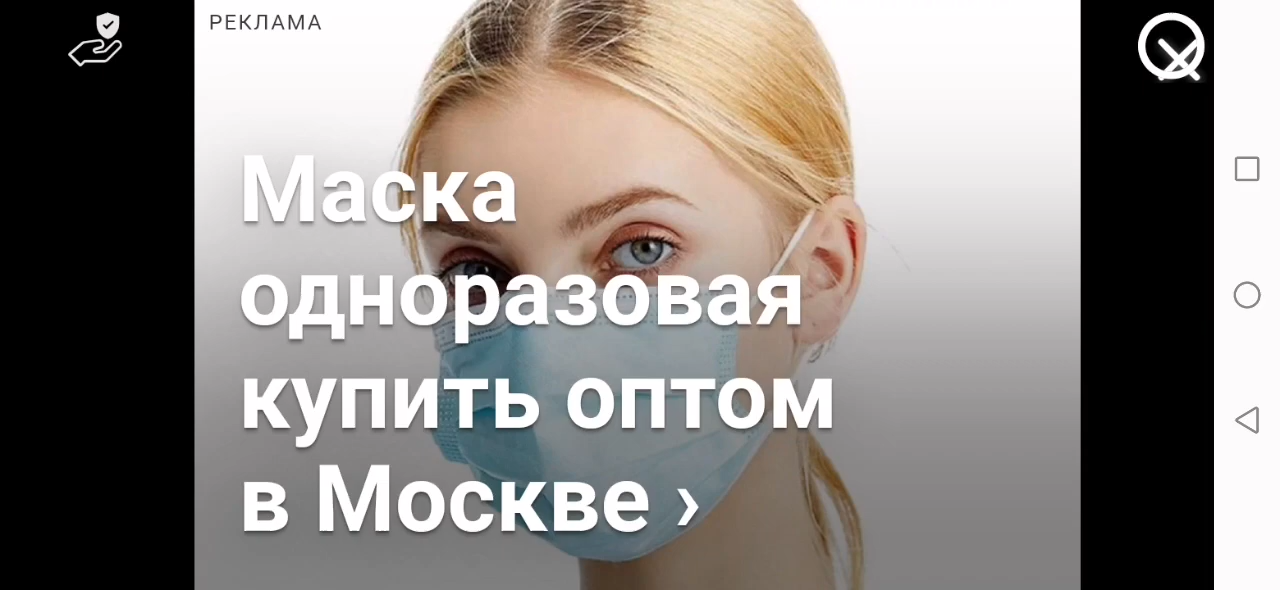 РЕКЛАМА
Маска
одноразовая
купить оптом
в Москве ›